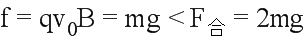 f = qv₀B = mg < F合 = 2mg